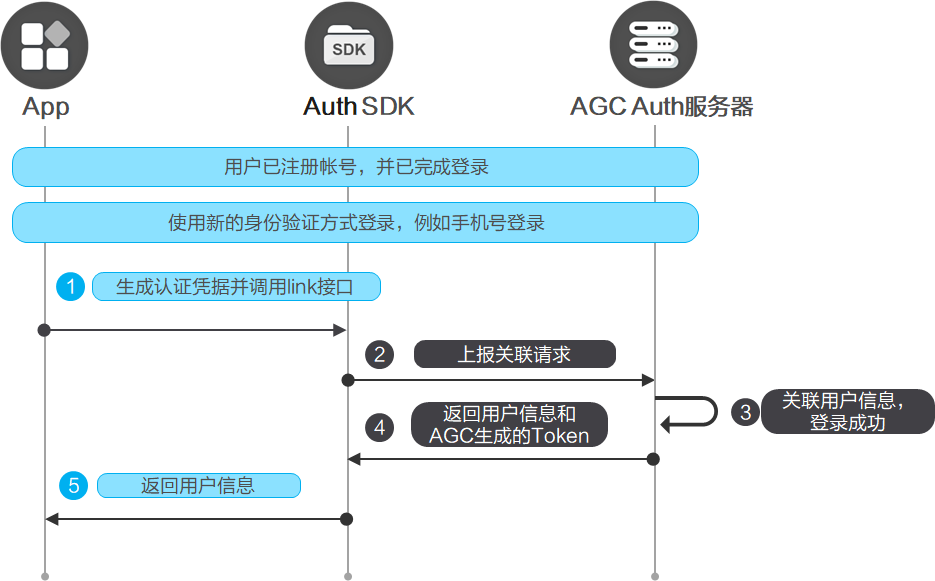 SDK
App
Auth SDK
AGC Auth服务器
用户已注册帐号，并已完成登录
使用新的身份验证方式登录，例如手机号登录
1
生成认证凭据并调用link接口
2
上报关联请求
3
关联用户信息，
登录成功
4
返回用户信息和
AGC生成的Token
5
返回用户信息